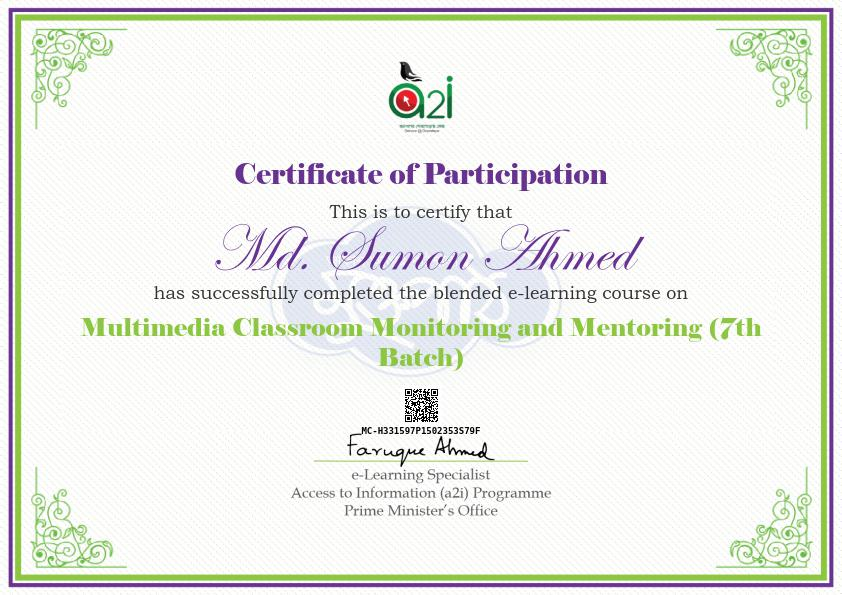 a2i
Service @ Doorsteps
Certificate of Participation
This is to certify that
Md. Sumon Ahmed
has successfully completed the blended e-learning course on
Multimedia Classroom Monitoring and Mentoring (7th
Batch)
MC-H331597P1502353S79F
Faruque Ahmed
e-Learning Specialist
Access to Information (a2i) Programme
Prime Minister's Office